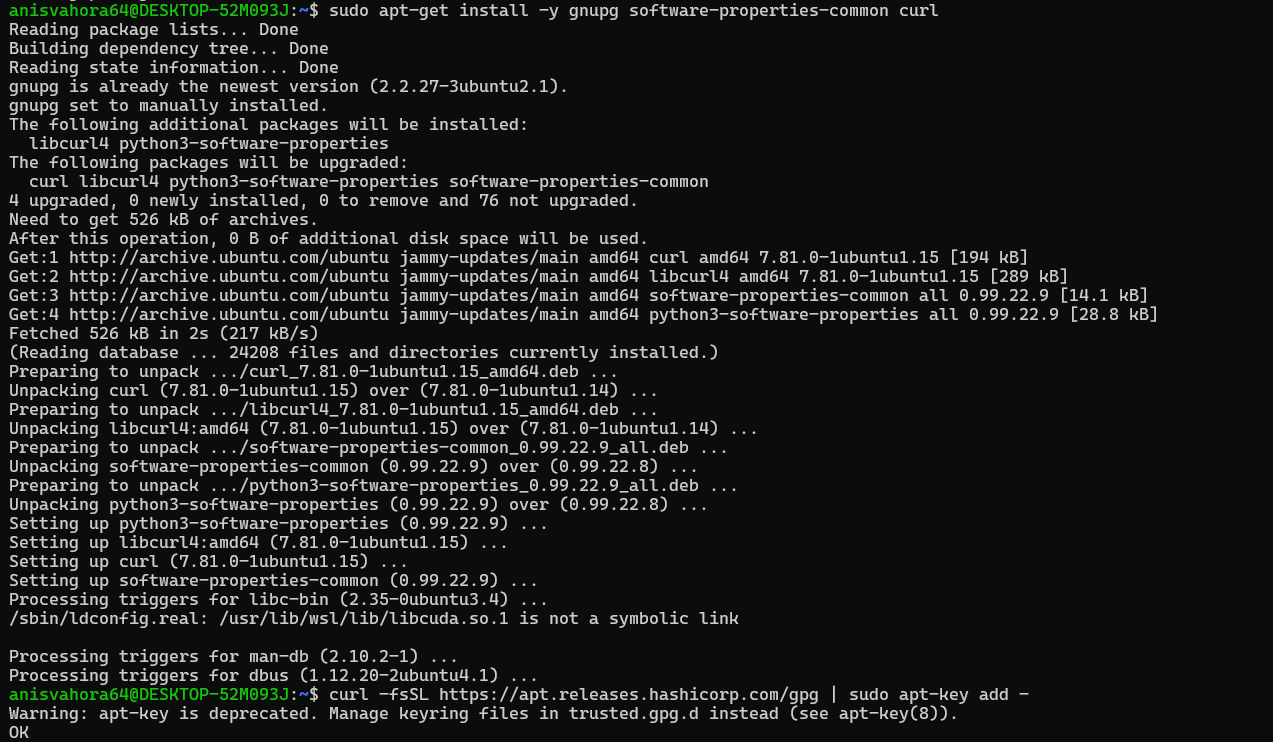 anisvahora64@DESKTOP-52M093J:~$ sudo apt-get install -y gnupg software-properties-common curl
Reading package lists... Done
Building dependency tree... Done
Reading state information... Done
gnupg is already the newest version (2.2.27-3ubuntu2.1).
gnupg set to manually installed.
The following additional packages will be installed:
  libcurl4 python3-software-properties
The following packages will be upgraded:
  curl libcurl4 python3-software-properties software-properties-common
4 upgraded, 0 newly installed, 0 to remove and 76 not upgraded.
Need to get 526 kB of archives.
After this operation, 0 B of additional disk space will be used.
Get:1 http://archive.ubuntu.com/ubuntu jammy-updates/main amd64 curl amd64 7.81.0-1ubuntu1.15 [194 kB]
Get:2 http://archive.ubuntu.com/ubuntu jammy-updates/main amd64 libcurl4 amd64 7.81.0-1ubuntu1.15 [289 kB]
Get:3 http://archive.ubuntu.com/ubuntu jammy-updates/main amd64 software-properties-common all 0.99.22.9 [14.1 kB]
Get:4 http://archive.ubuntu.com/ubuntu jammy-updates/main amd64 python3-software-properties all 0.99.22.9 [28.8 kB]
Fetched 526 kB in 2s (217 kB/s)
(Reading database ... 24208 files and directories currently installed.)
Preparing to unpack .../curl_7.81.0-1ubuntu1.15_amd64.deb ...
Unpacking curl (7.81.0-1ubuntu1.15) over (7.81.0-1ubuntu1.14) ...
Preparing to unpack .../libcurl4_7.81.0-1ubuntu1.15_amd64.deb ...
Unpacking libcurl4:amd64 (7.81.0-1ubuntu1.15) over (7.81.0-1ubuntu1.14) ...
Preparing to unpack .../software-properties-common_0.99.22.9_all.deb ...
Unpacking software-properties-common (0.99.22.9) over (0.99.22.8) ...
Preparing to unpack .../python3-software-properties_0.99.22.9_all.deb ...
Unpacking python3-software-properties (0.99.22.9) over (0.99.22.8) ...
Setting up python3-software-properties (0.99.22.9) ...
Setting up libcurl4:amd64 (7.81.0-1ubuntu1.15) ...
Setting up curl (7.81.0-1ubuntu1.15) ...
Setting up software-properties-common (0.99.22.9) ...
Processing triggers for libc-bin (2.35-0ubuntu3.4) ...
/sbin/ldconfig.real: /usr/lib/wsl/lib/libcuda.so.1 is not a symbolic link

Processing triggers for man-db (2.10.2-1) ...
Processing triggers for dbus (1.12.20-2ubuntu4.1) ...
anisvahora64@DESKTOP-52M093J:~$ curl -fsSL https://apt.releases.hashicorp.com/gpg | sudo apt-key add -
Warning: apt-key is deprecated. Manage keyring files in trusted.gpg.d instead (see apt-key(8)).
OK